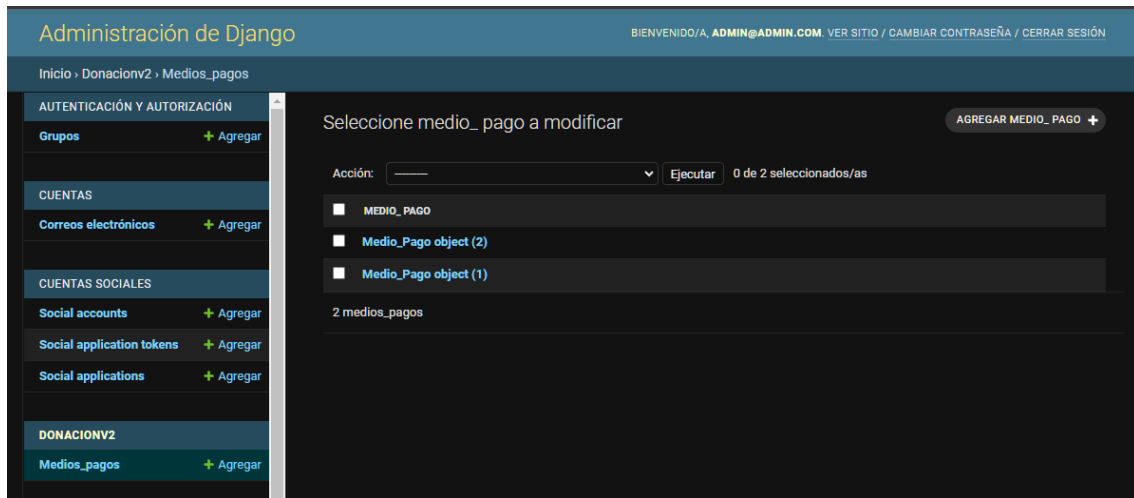 Administración de Django
BIENVENIDO/A, ADMIN@ADMIN.COM. VER SITIO / CAMBIAR CONTRASEÑA / CERRAR SESIÓN
Inicio › Donacionv2 › Medios_pagos
AUTENTICACIÓN Y AUTORIZACIÓN
Grupos + Agregar
CUENTAS
Correos electrónicos + Agregar
CUENTAS SOCIALES
Social accounts + Agregar
Social application tokens + Agregar
Social applications + Agregar
DONACIONV2
Medios_pagos + Agregar
Seleccione medio_ pago a modificar
AGREGAR MEDIO_ PAGO +
Acción: --------- Ejecutar 0 de 2 seleccionados/as
MEDIO_ PAGO
Medio_Pago object (2)
Medio_Pago object (1)
2 medios_pagos